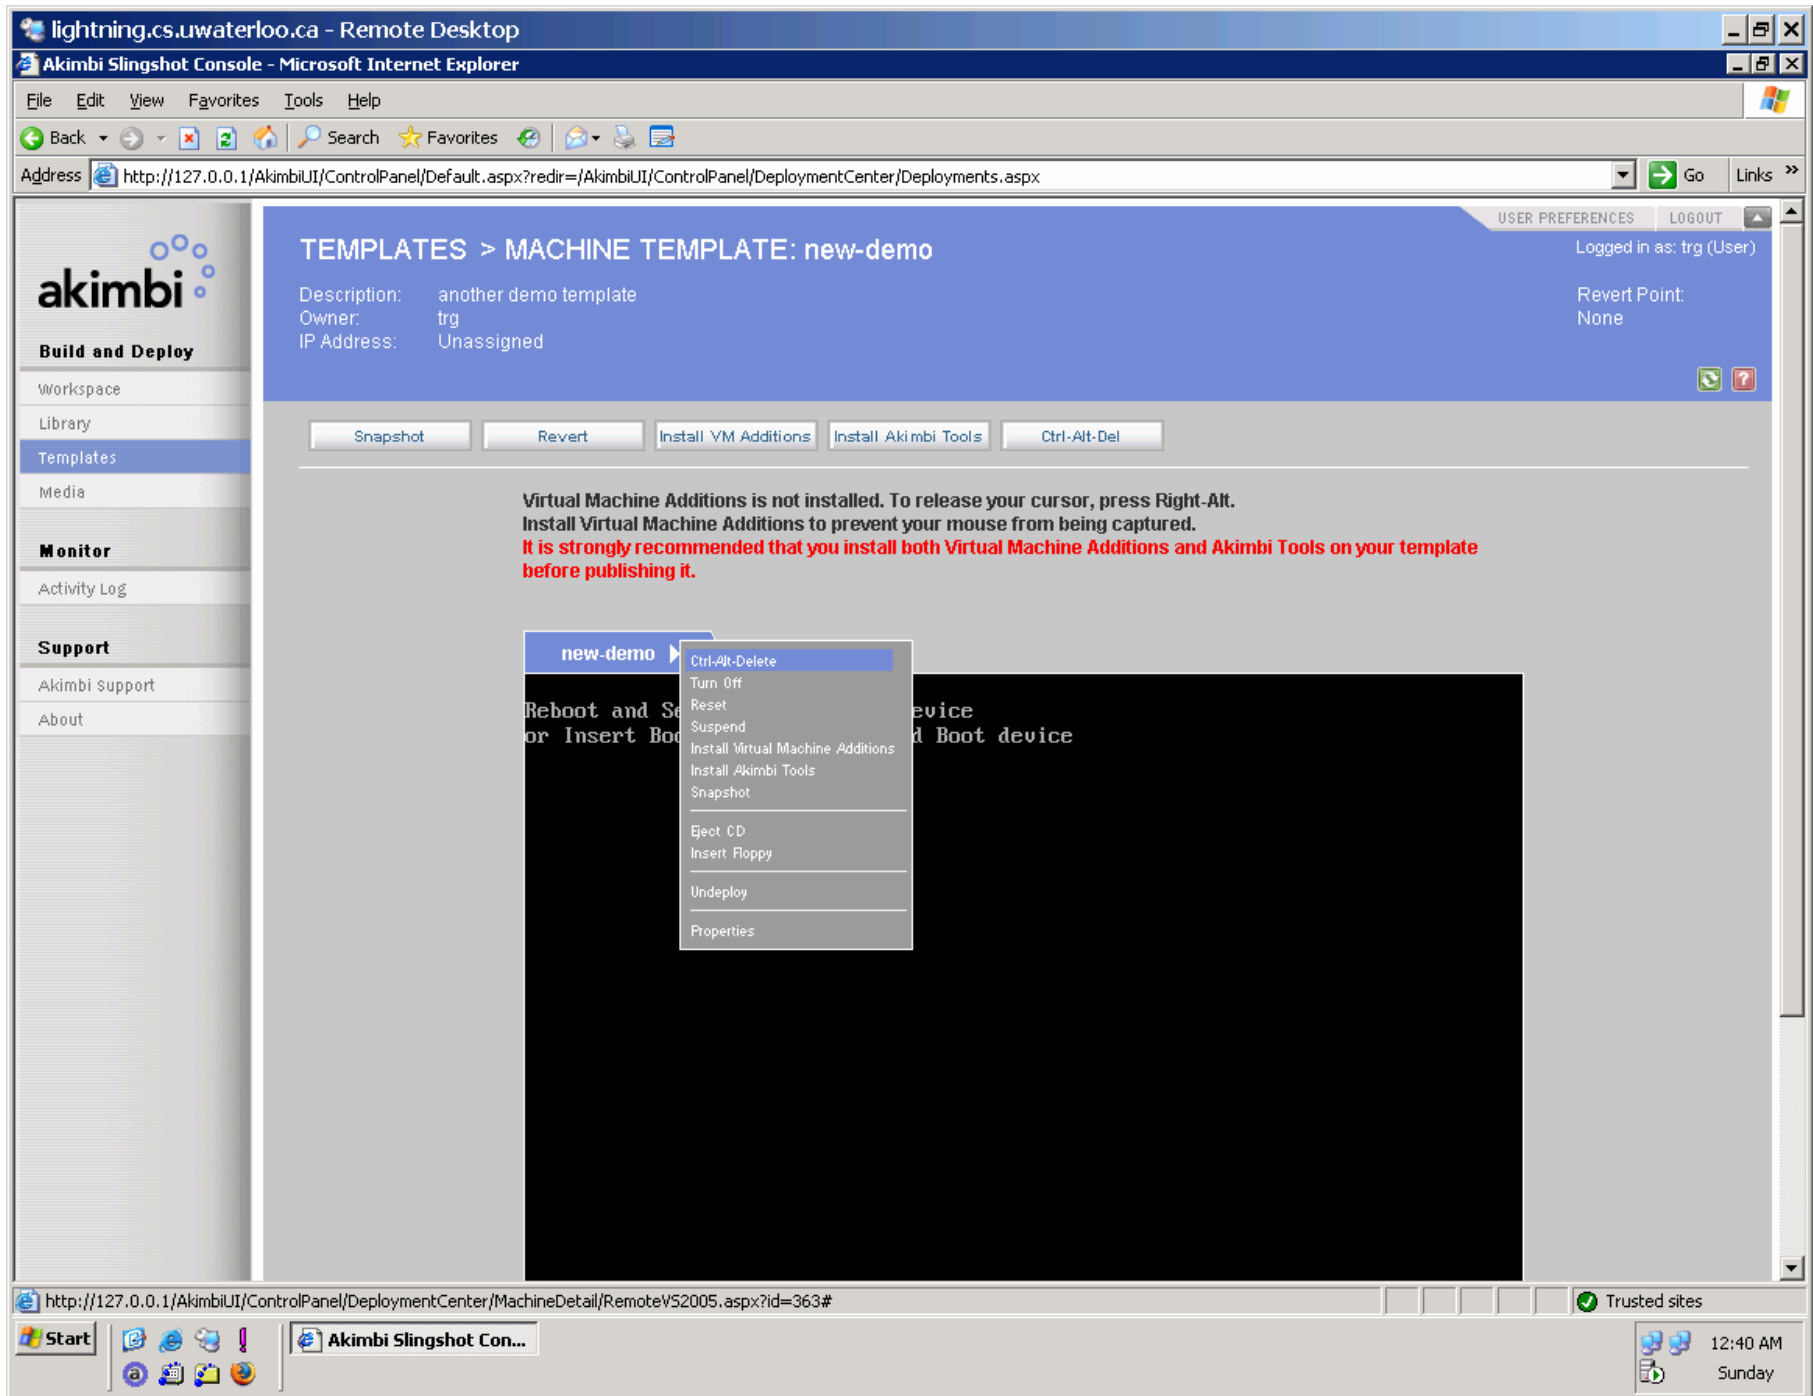 lightning.cs.uwaterloo.ca - Remote Desktop
Akimbi Slingshot Console - Microsoft Internet Explorer
File Edit View Favorites Tools Help
Back Search Favorites
Address http://127.0.0.1/AkimbiUI/ControlPanel/Default.aspx?redir=/AkimbiUI/ControlPanel/DeploymentCenter/Deployments.aspx Go Links »
USER PREFERENCES LOGOUT
akimbi
TEMPLATES > MACHINE TEMPLATE: new-demo
Logged in as: trg (User)
Description: another demo template
Owner: trg
IP Address: Unassigned
Revert Point:
None
Build and Deploy
Workspace
Library
Templates
Media
Monitor
Activity Log
Support
Akimbi Support
About
Snapshot Revert Install VM Additions Install Akimbi Tools Ctrl-Alt-Del
Virtual Machine Additions is not installed. To release your cursor, press Right-Alt.
Install Virtual Machine Additions to prevent your mouse from being captured.
It is strongly recommended that you install both Virtual Machine Additions and Akimbi Tools on your template
before publishing it.
new-demo
Ctrl-Alt-Delete
Turn Off
Reset
Suspend
Install Virtual Machine Additions
Install Akimbi Tools
Snapshot
Eject CD
Insert Floppy
Undeploy
Properties
Reboot and Se evice
or Insert Boo d Boot device
http://127.0.0.1/AkimbiUI/ControlPanel/DeploymentCenter/MachineDetail/RemoteVS2005.aspx?id=363#
Trusted sites
Start
Akimbi Slingshot Con...
12:40 AM
Sunday